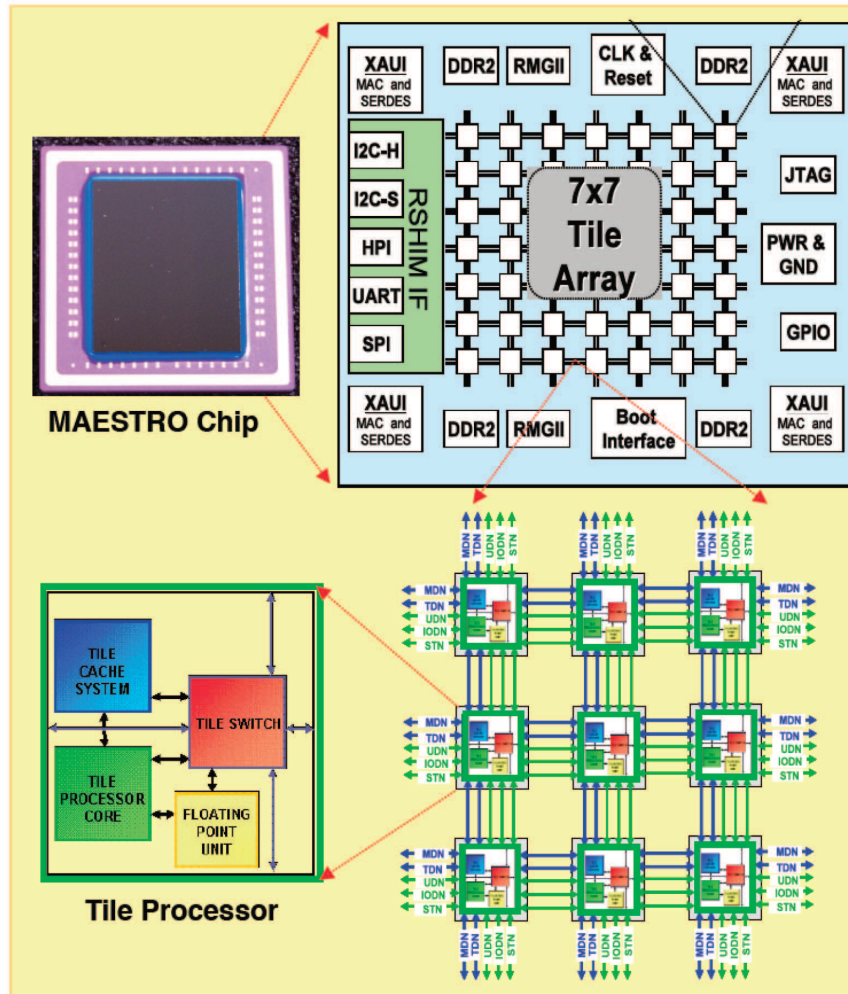 XAUI
MAC and
SERDES
DDR2
RMGII
CLK &
Reset
DDR2
XAUI
MAC and
SERDES
I2C-H
I2C-S
HPI
UART
SPI
RSHIM IF
7x7
Tile
Array
JTAG
PWR &
GND
GPIO
XAUI
MAC and
SERDES
DDR2
RMGII
Boot
Interface
DDR2
XAUI
MAC and
SERDES
MAESTRO Chip
MDN TDN UDN IODN STN
MDN TDN UDN IODN STN
MDN TDN UDN IODN STN
MDN MDN
TDN TDN
UDN UDN
IODN IODN
STN STN
MDN MDN
TDN TDN
UDN UDN
IODN IODN
STN STN
MDN MDN
TDN TDN
UDN UDN
IODN IODN
STN STN
MDN TDN UDN IODN STN
MDN TDN UDN IODN STN
MDN TDN UDN IODN STN
TILE
CACHE
SYSTEM
TILE SWITCH
TILE
PROCESSOR
CORE
FLOATING
POINT
UNIT
Tile Processor